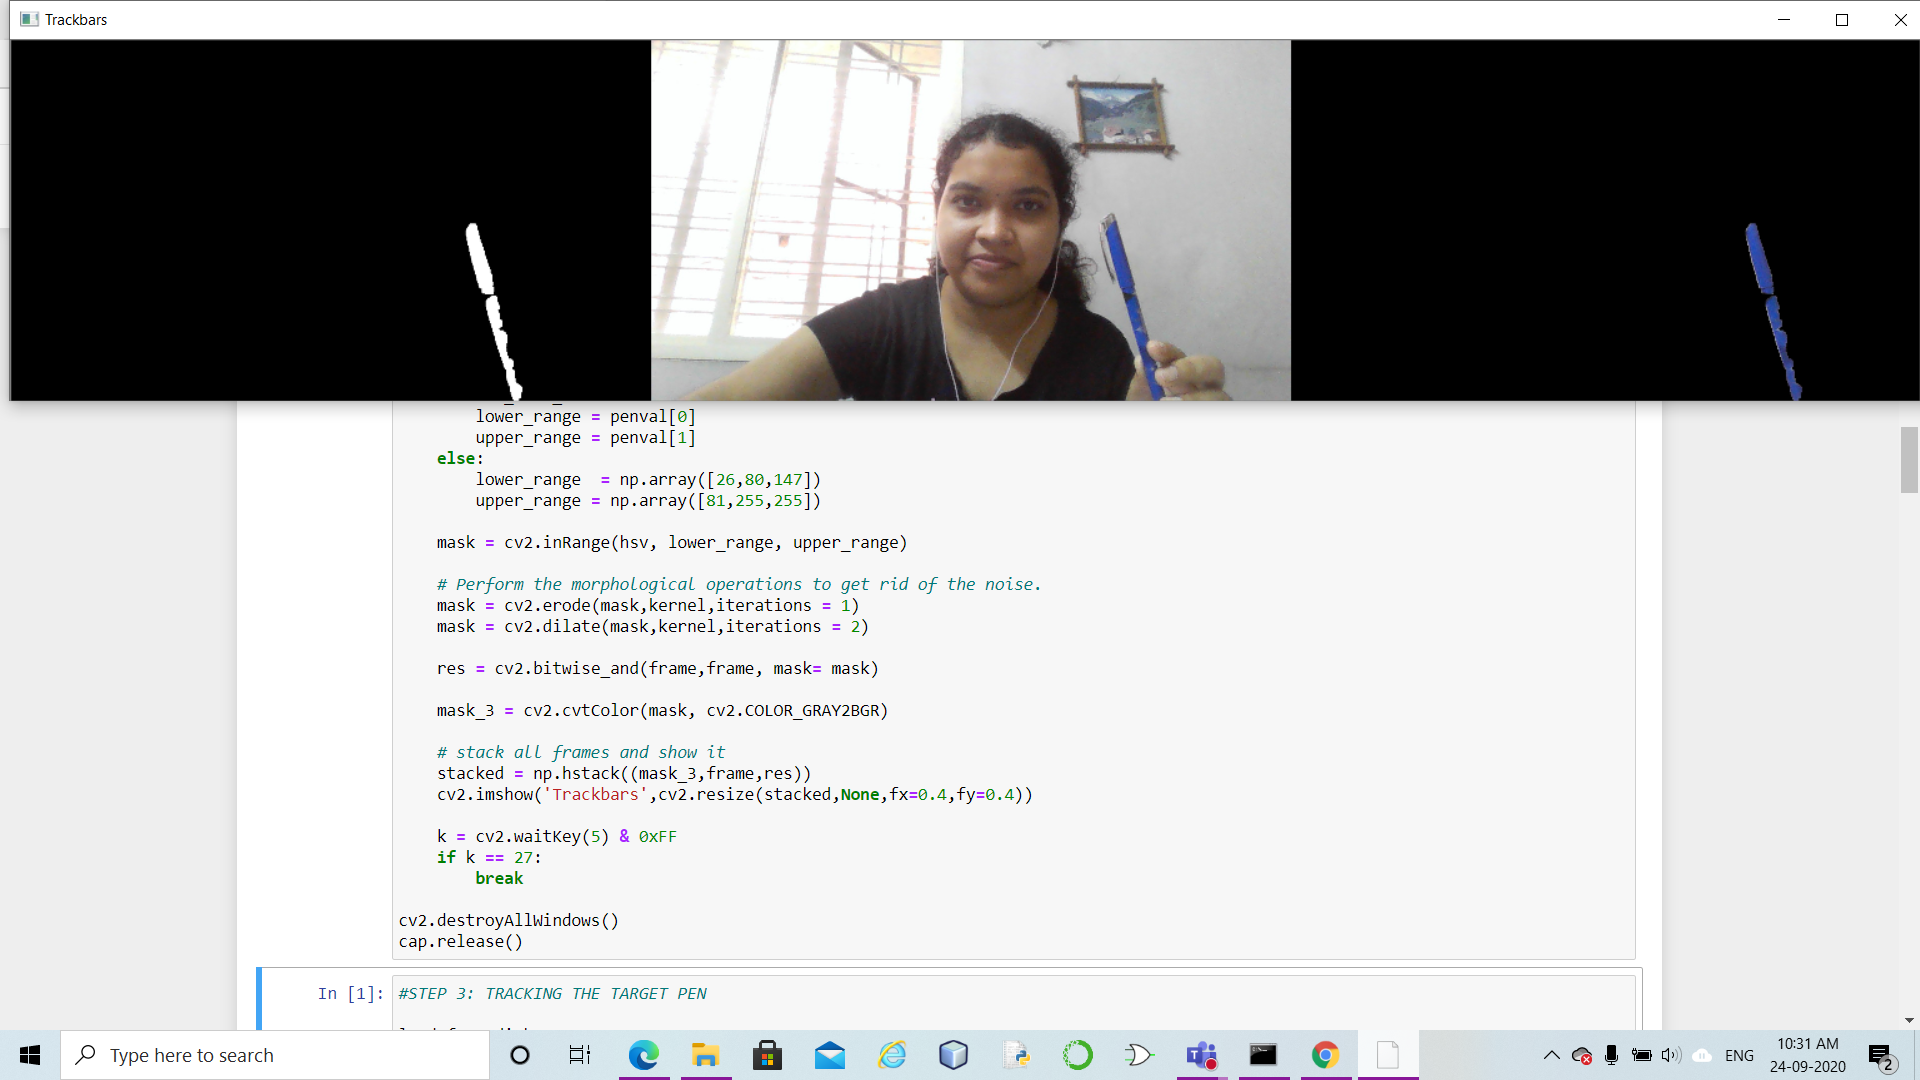 Trackbars
lower_range = penval[0]
upper_range = penval[1]
else:
lower_range  = np.array([26,80,147])
upper_range = np.array([81,255,255])
mask = cv2.inRange(hsv, lower_range, upper_range)
# Perform the morphological operations to get rid of the noise.
mask = cv2.erode(mask,kernel,iterations = 1)
mask = cv2.dilate(mask,kernel,iterations = 2)
res = cv2.bitwise_and(frame,frame, mask= mask)
mask_3 = cv2.cvtColor(mask, cv2.COLOR_GRAY2BGR)
# stack all frames and show it
stacked = np.hstack((mask_3,frame,res))
cv2.imshow('Trackbars',cv2.resize(stacked,None,fx=0.4,fy=0.4))
k = cv2.waitKey(5) & 0xFF
if k == 27:
break
cv2.destroyAllWindows()
cap.release()
In [1]: #STEP 3: TRACKING THE TARGET PEN
Type here to search
ENG
10:31 AM
24-09-2020
2